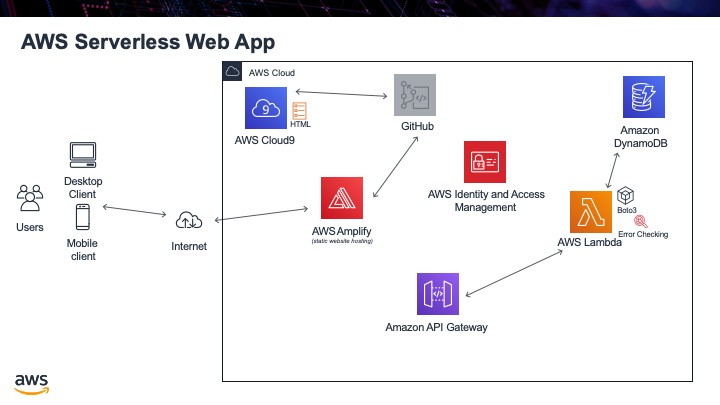 AWS Serverless Web App
AWS Cloud
9
HTML
AWS Cloud9
GitHub
Amazon
DynamoDB
Desktop
Client
Users
Mobile
client
Internet
AWS Amplify
(static website hosting)
AWS Identity and Access
Management
Boto3
Error Checking
AWS Lambda
Amazon API Gateway
aws